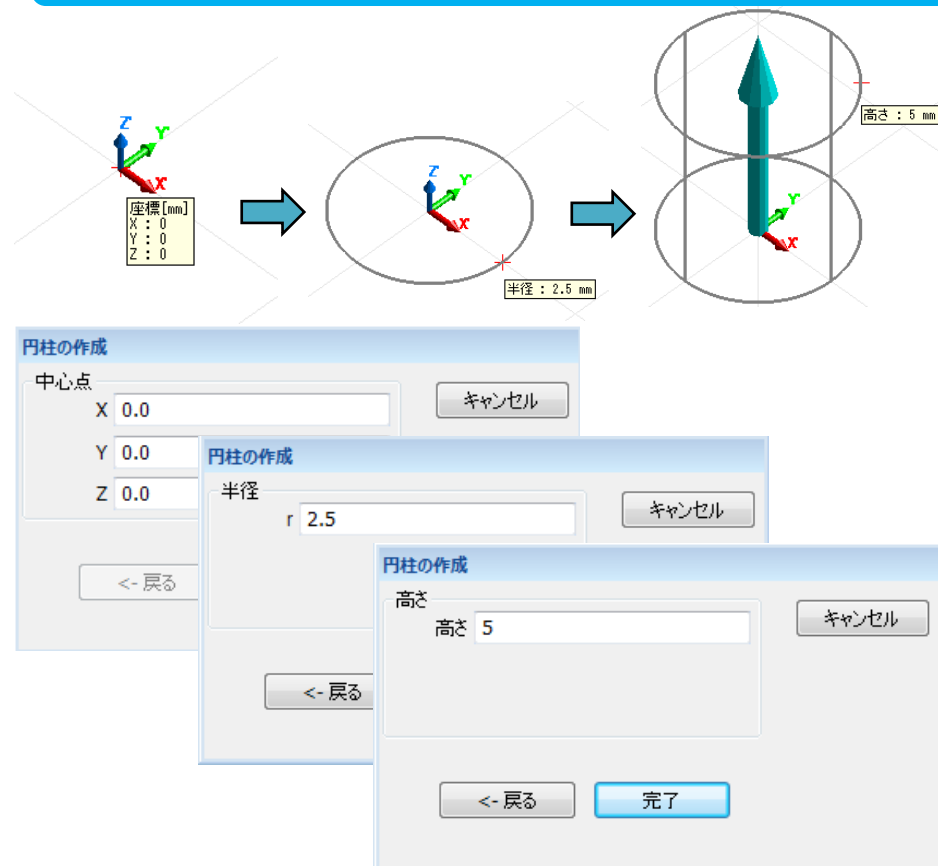 Z
Y
X
座標[mm]
X : 0
Y : 0
Z : 0
Z
Y
X
半径 : 2.5 mm
高さ : 5 mm
Y
X
円柱の作成
中心点
X 0.0
Y 0.0
Z 0.0
キャンセル
<- 戻る
円柱の作成
半径
r 2.5
キャンセル
<- 戻る
円柱の作成
高さ
高さ 5
キャンセル
<- 戻る
完了